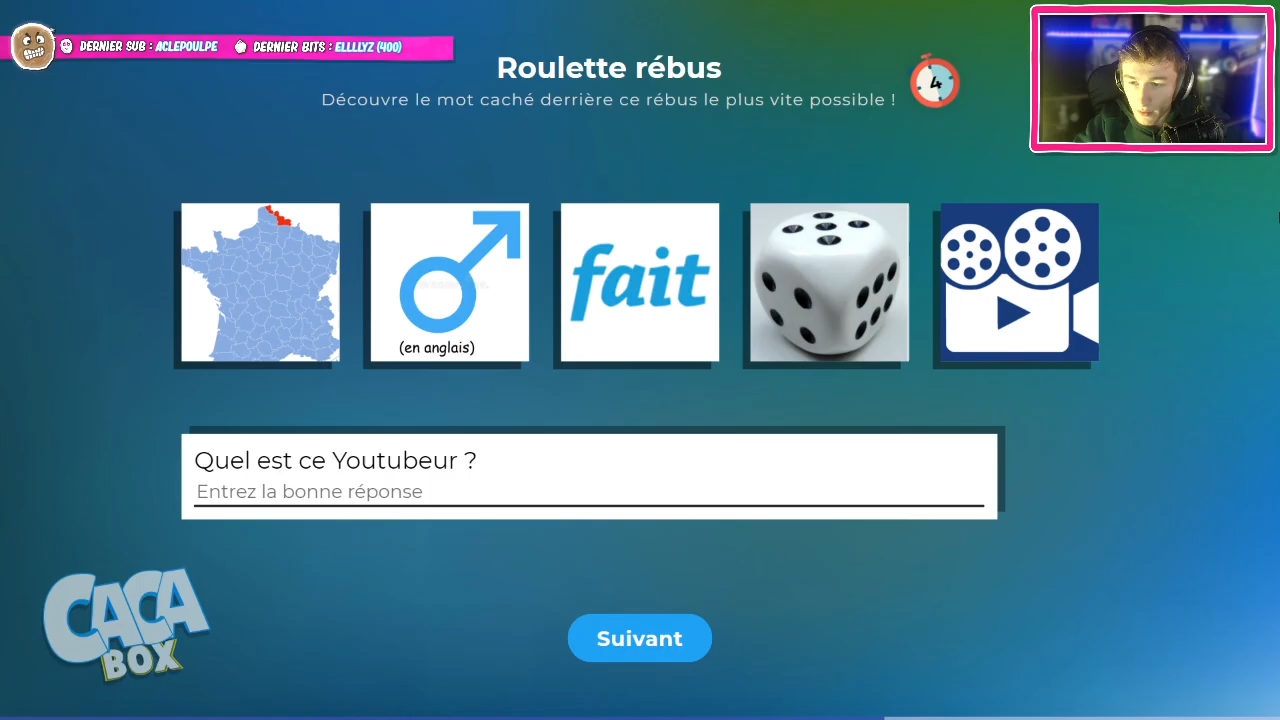 DERNIER SUB : ACLEPOULPE DERNIER BITS : ELLLLYZ (400)
Roulette rébus
4
Découvre le mot caché derrière ce rébus le plus vite possible !
(en anglais)
fait
Quel est ce Youtubeur ?
Entrez la bonne réponse
CACA
BOX
Suivant